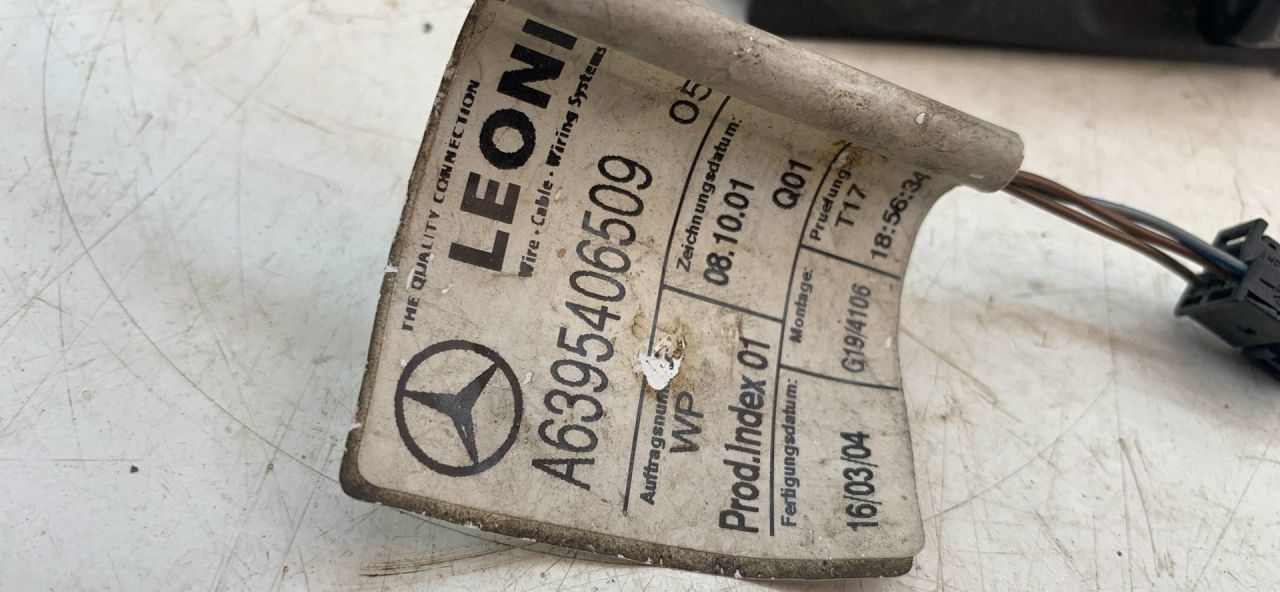 THE QUALITY CONNECTION
LEONI
Wire · Cable · Wiring Systems
A6395406509
05
Zeichnungsdatum:
WP
08.10.01
Q01
Prod.Index 01
Fertigungsdatum:
Montage:
16/03/04
G19/4106
T17
18:56:34